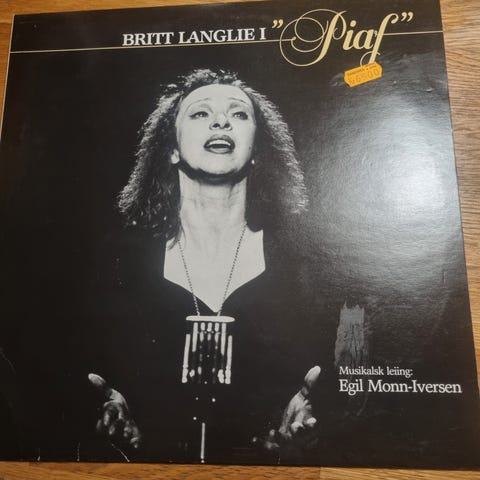 BRITT LANGLIE I "Piaf"
Musikalsk leiing:
Egil Monn-Iversen